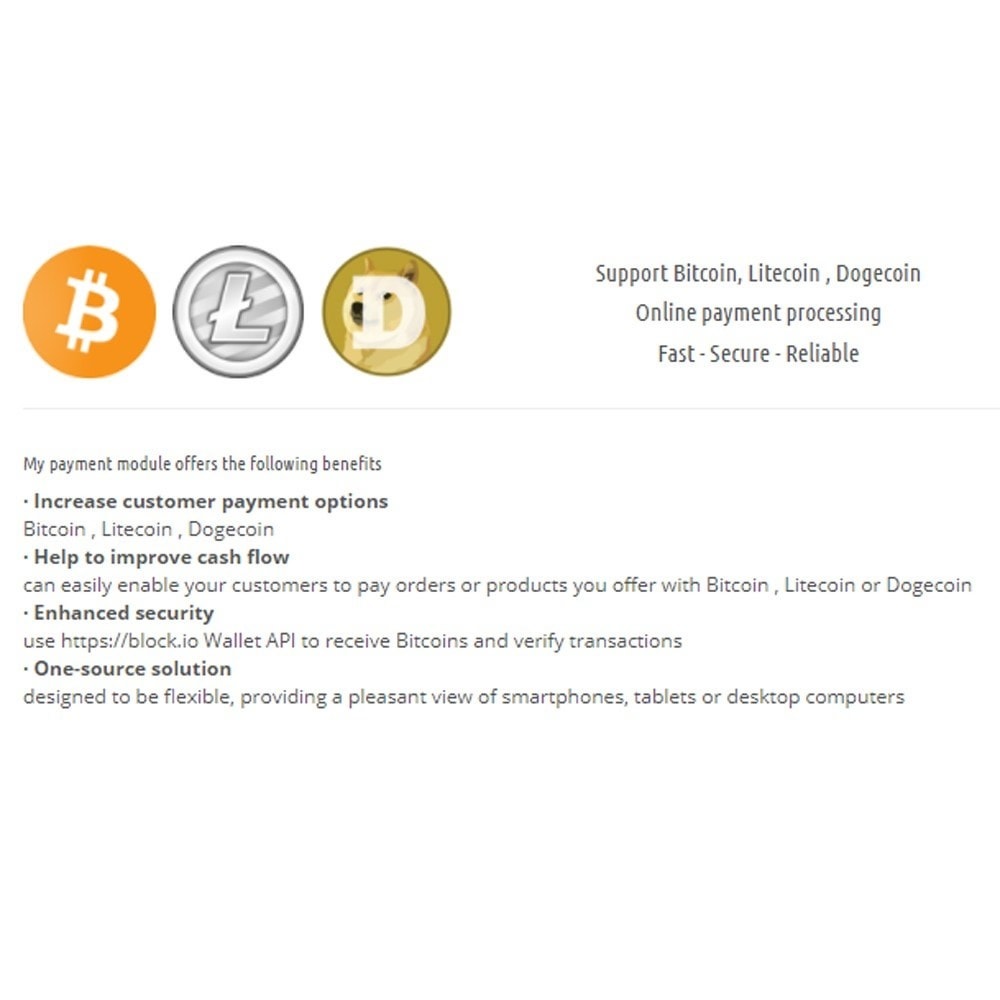 Support Bitcoin, Litecoin , Dogecoin
Online payment processing
Fast - Secure - Reliable
My payment module offers the following benefits
· Increase customer payment options
Bitcoin , Litecoin , Dogecoin
· Help to improve cash flow
can easily enable your customers to pay orders or products you offer with Bitcoin , Litecoin or Dogecoin
· Enhanced security
use https://block.io Wallet API to receive Bitcoins and verify transactions
· One-source solution
designed to be flexible, providing a pleasant view of smartphones, tablets or desktop computers